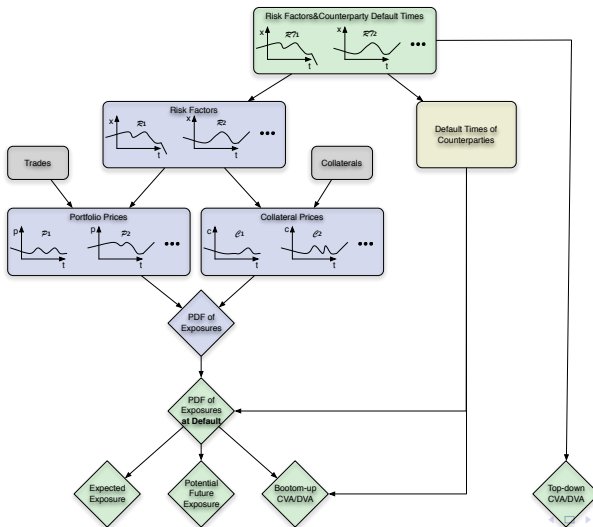 Risk Factors&Counterparty Default Times
x
ℛ𝒯1
t
x
ℛ𝒯2
t
•••
Risk Factors
x
ℛ1
t
x
ℛ2
t
•••
Default Times of
Counterparties
Trades
Collaterals
Portfolio Prices
p
𝒫1
t
p
𝒫2
t
•••
Collateral Prices
c
𝒞1
t
c
𝒞2
t
•••
PDF of
Exposures
PDF of
Exposures
at Default
Expected
Exposure
Potential
Future
Exposure
Bootom-up
CVA/DVA
Top-down
CVA/DVA